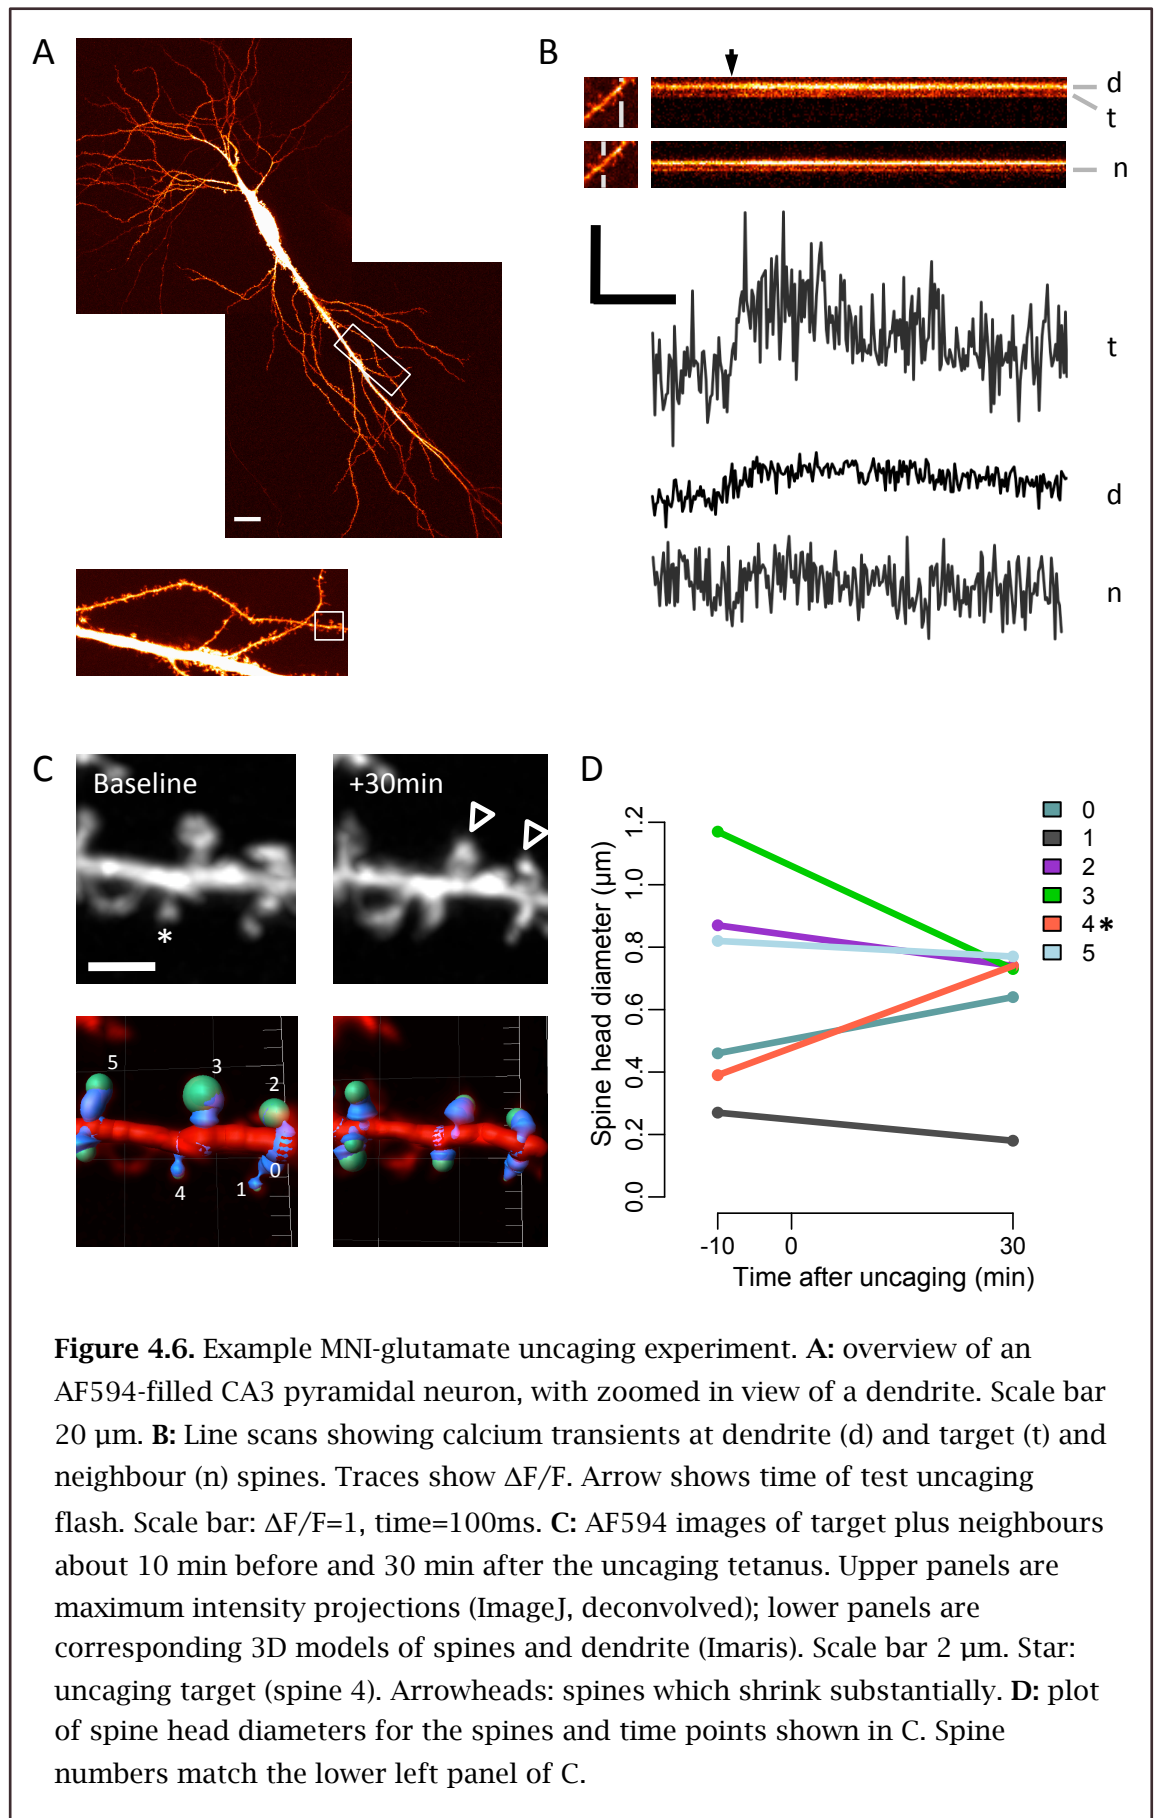 A
B
d
t
n
t
d
n
C
Baseline
+30min
*
5
3
2
4
1
0
D
Spine head diameter (µm)
0.0
0.2
0.4
0.6
0.8
1.0
1.2
-10
0
30
Time after uncaging (min)
0
1
2
3
4*
5
Figure 4.6. Example MNI-glutamate uncaging experiment. A: overview of an
AF594-filled CA3 pyramidal neuron, with zoomed in view of a dendrite. Scale bar
20 µm. B: Line scans showing calcium transients at dendrite (d) and target (t) and
neighbour (n) spines. Traces show ΔF/F. Arrow shows time of test uncaging
flash. Scale bar: ΔF/F=1, time=100ms. C: AF594 images of target plus neighbours
about 10 min before and 30 min after the uncaging tetanus. Upper panels are
maximum intensity projections (ImageJ, deconvolved); lower panels are
corresponding 3D models of spines and dendrite (Imaris). Scale bar 2 µm. Star:
uncaging target (spine 4). Arrowheads: spines which shrink substantially. D: plot
of spine head diameters for the spines and time points shown in C. Spine
numbers match the lower left panel of C.